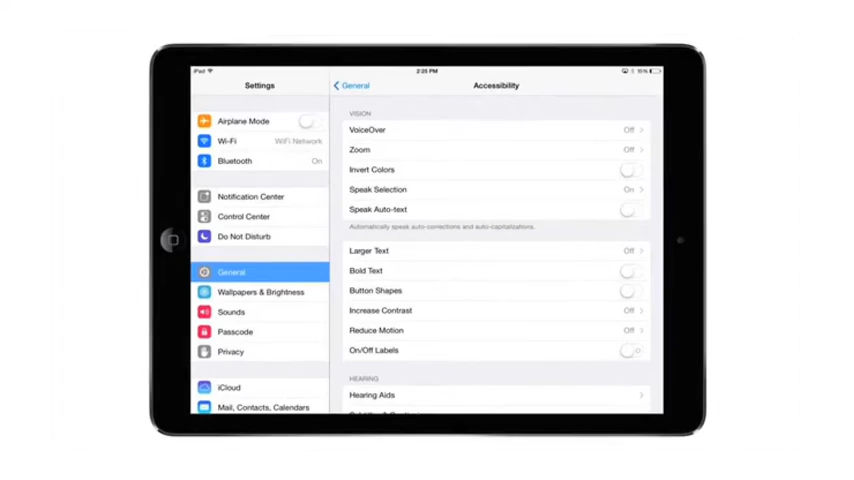 iPad
2:25 PM
15%
Settings
General
Accessibility
Airplane Mode
Wi-Fi
WiFi Network
Bluetooth
On
Notification Center
Control Center
Do Not Disturb
General
Wallpapers & Brightness
Sounds
Passcode
Privacy
iCloud
Mail, Contacts, Calendars
VISION
VoiceOver
Off
Zoom
Off
Invert Colors
Speak Selection
On
Speak Auto-text
Automatically speak auto-corrections and auto-capitalizations.
Larger Text
Off
Bold Text
Button Shapes
Increase Contrast
Off
Reduce Motion
Off
On/Off Labels
HEARING
Hearing Aids